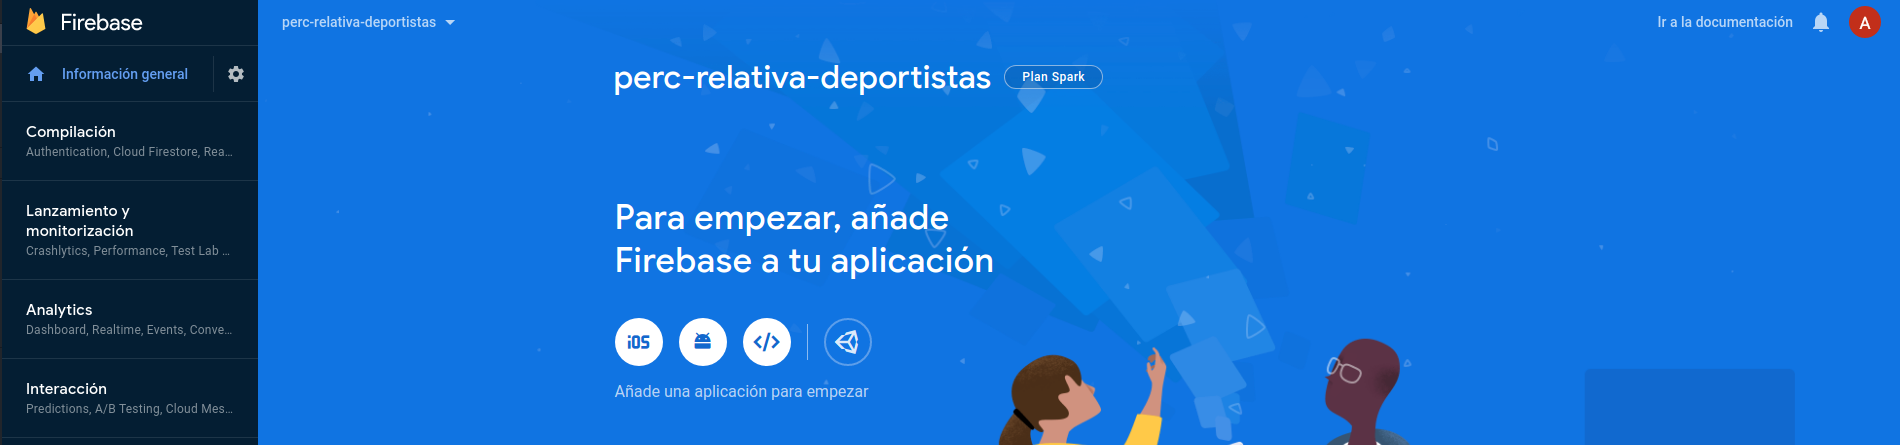 Firebase
perc-relativa-deportistas
Ir a la documentación
A
Información general
perc-relativa-deportistas
Plan Spark
Compilación
Authentication, Cloud Firestore, Rea...
Lanzamiento y
monitorización
Crashlytics, Performance, Test Lab ...
Analytics
Dashboard, Realtime, Events, Conve...
Interacción
Predictions, A/B Testing, Cloud Mes...
Para empezar, añade
Firebase a tu aplicación
iOS
</>
Añade una aplicación para empezar